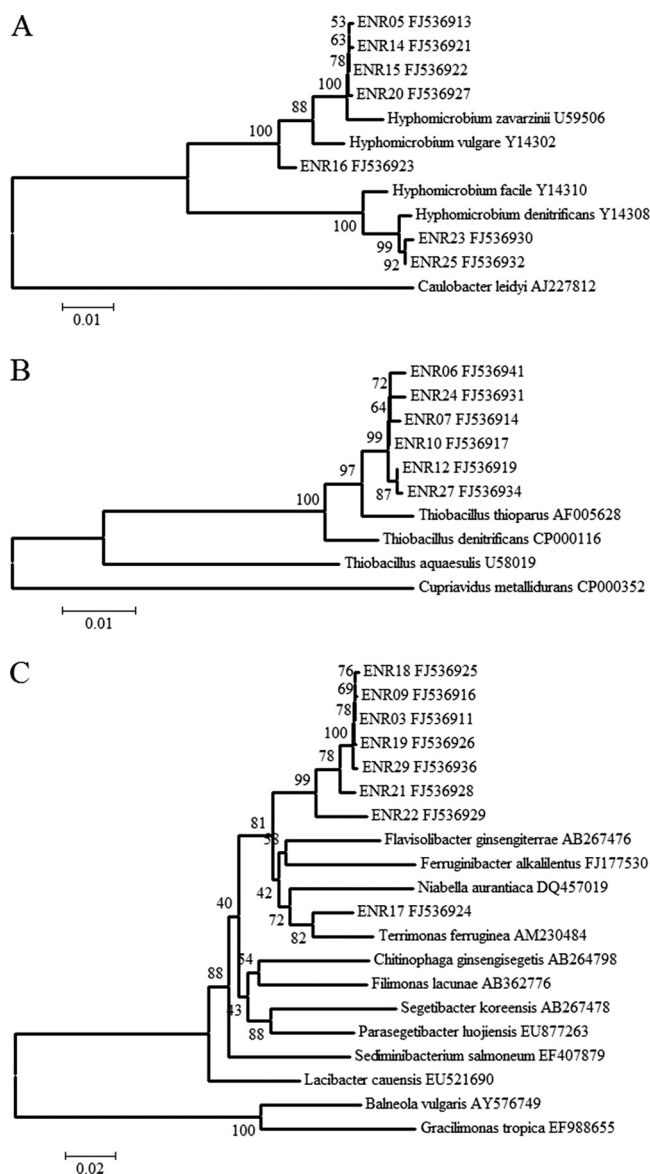 A
53 ENR05 FJ536913
63 ENR14 FJ536921
78 ENR15 FJ536922
100 ENR20 FJ536927
88 Hyphomicrobium zavarzinii U59506
100 Hyphomicrobium vulgare Y14302
ENR16 FJ536923
Hyphomicrobium facile Y14310
100 Hyphomicrobium denitrificans Y14308
99 ENR23 FJ536930
92 ENR25 FJ536932
Caulobacter leidyi AJ227812
0.01
B
ENR06 FJ536941
72 ENR24 FJ536931
64 ENR07 FJ536914
99 ENR10 FJ536917
97 ENR12 FJ536919
87 ENR27 FJ536934
100 Thiobacillus thioparus AF005628
Thiobacillus denitrificans CP000116
Thiobacillus aquaesulis U58019
Cupriavidus metallidurans CP000352
0.01
C
76 ENR18 FJ536925
69 ENR09 FJ536916
78 ENR03 FJ536911
100 ENR19 FJ536926
78 ENR29 FJ536936
99 ENR21 FJ536928
ENR22 FJ536929
81 58 Flavisolibacter ginsengiterrae AB267476
Ferruginibacter alkalilentus FJ177530
42 Niabella aurantiaca DQ457019
40 72 ENR17 FJ536924
82 Terrimonas ferruginea AM230484
54 Chitinophaga ginsengisegetis AB264798
88 Filimonas lacunae AB362776
43 Segetibacter koreensis AB267478
88 Parasegetibacter huojiensis EU877263
Sediminibacterium salmoneum EF407879
Lacibacter cauensis EU521690
Balneola vulgaris AY576749
100 Gracilimonas tropica EF988655
0.02